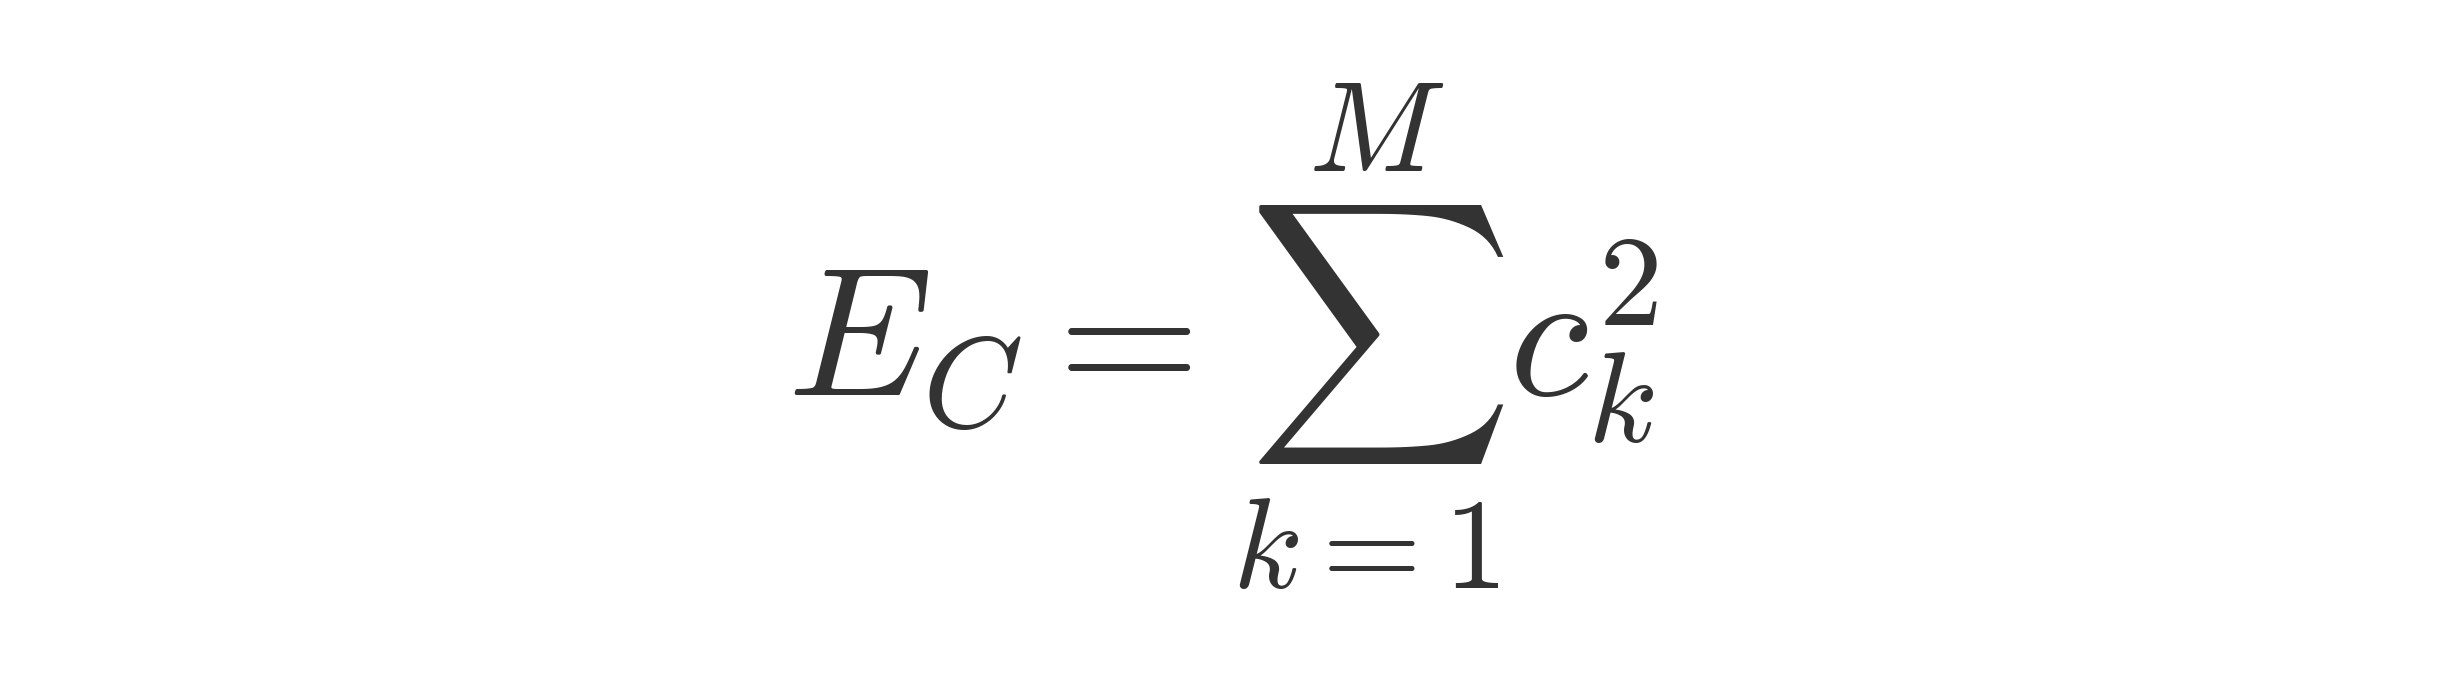 E_C = \sum_{k=1}^{M} c_k^2